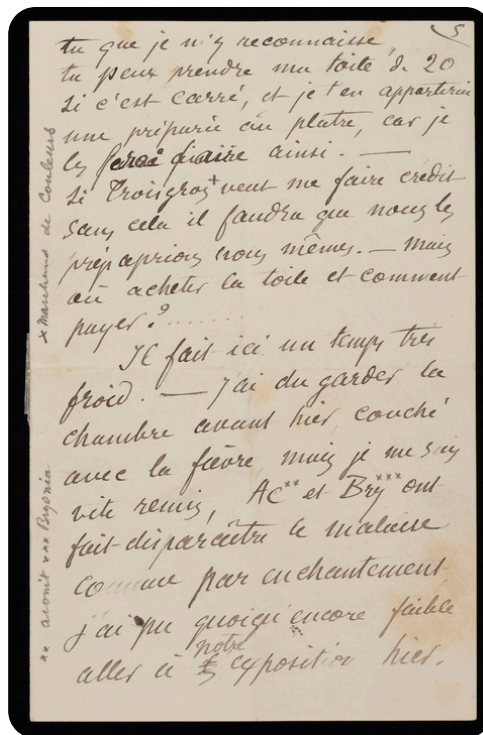 5
tu que je n'y reconnaisse,
tu peux prendre ma toile de 20
si c'est carré, et je t'en apporterai
une préparée au plâtre, car je
les ferai faire ainsi. —
si Troisgros + veut me faire crédit
sans cela il faudra que nous les
préparions nous mêmes. — mais
où acheter la toile et comment
payer? .......
Il fait ici un temps très
froid. — J'ai du garder la
chambre avant hier, couché
avec la fièvre, mais je me suis
vite remis, Ac** et Bry*** ont
fait disparaître le malaise
comme par enchantement
j'ai pu quoiqu'encore faible
aller à notre exposition hier.
* Marchand de Couleurs
** aconit *** Bryonia